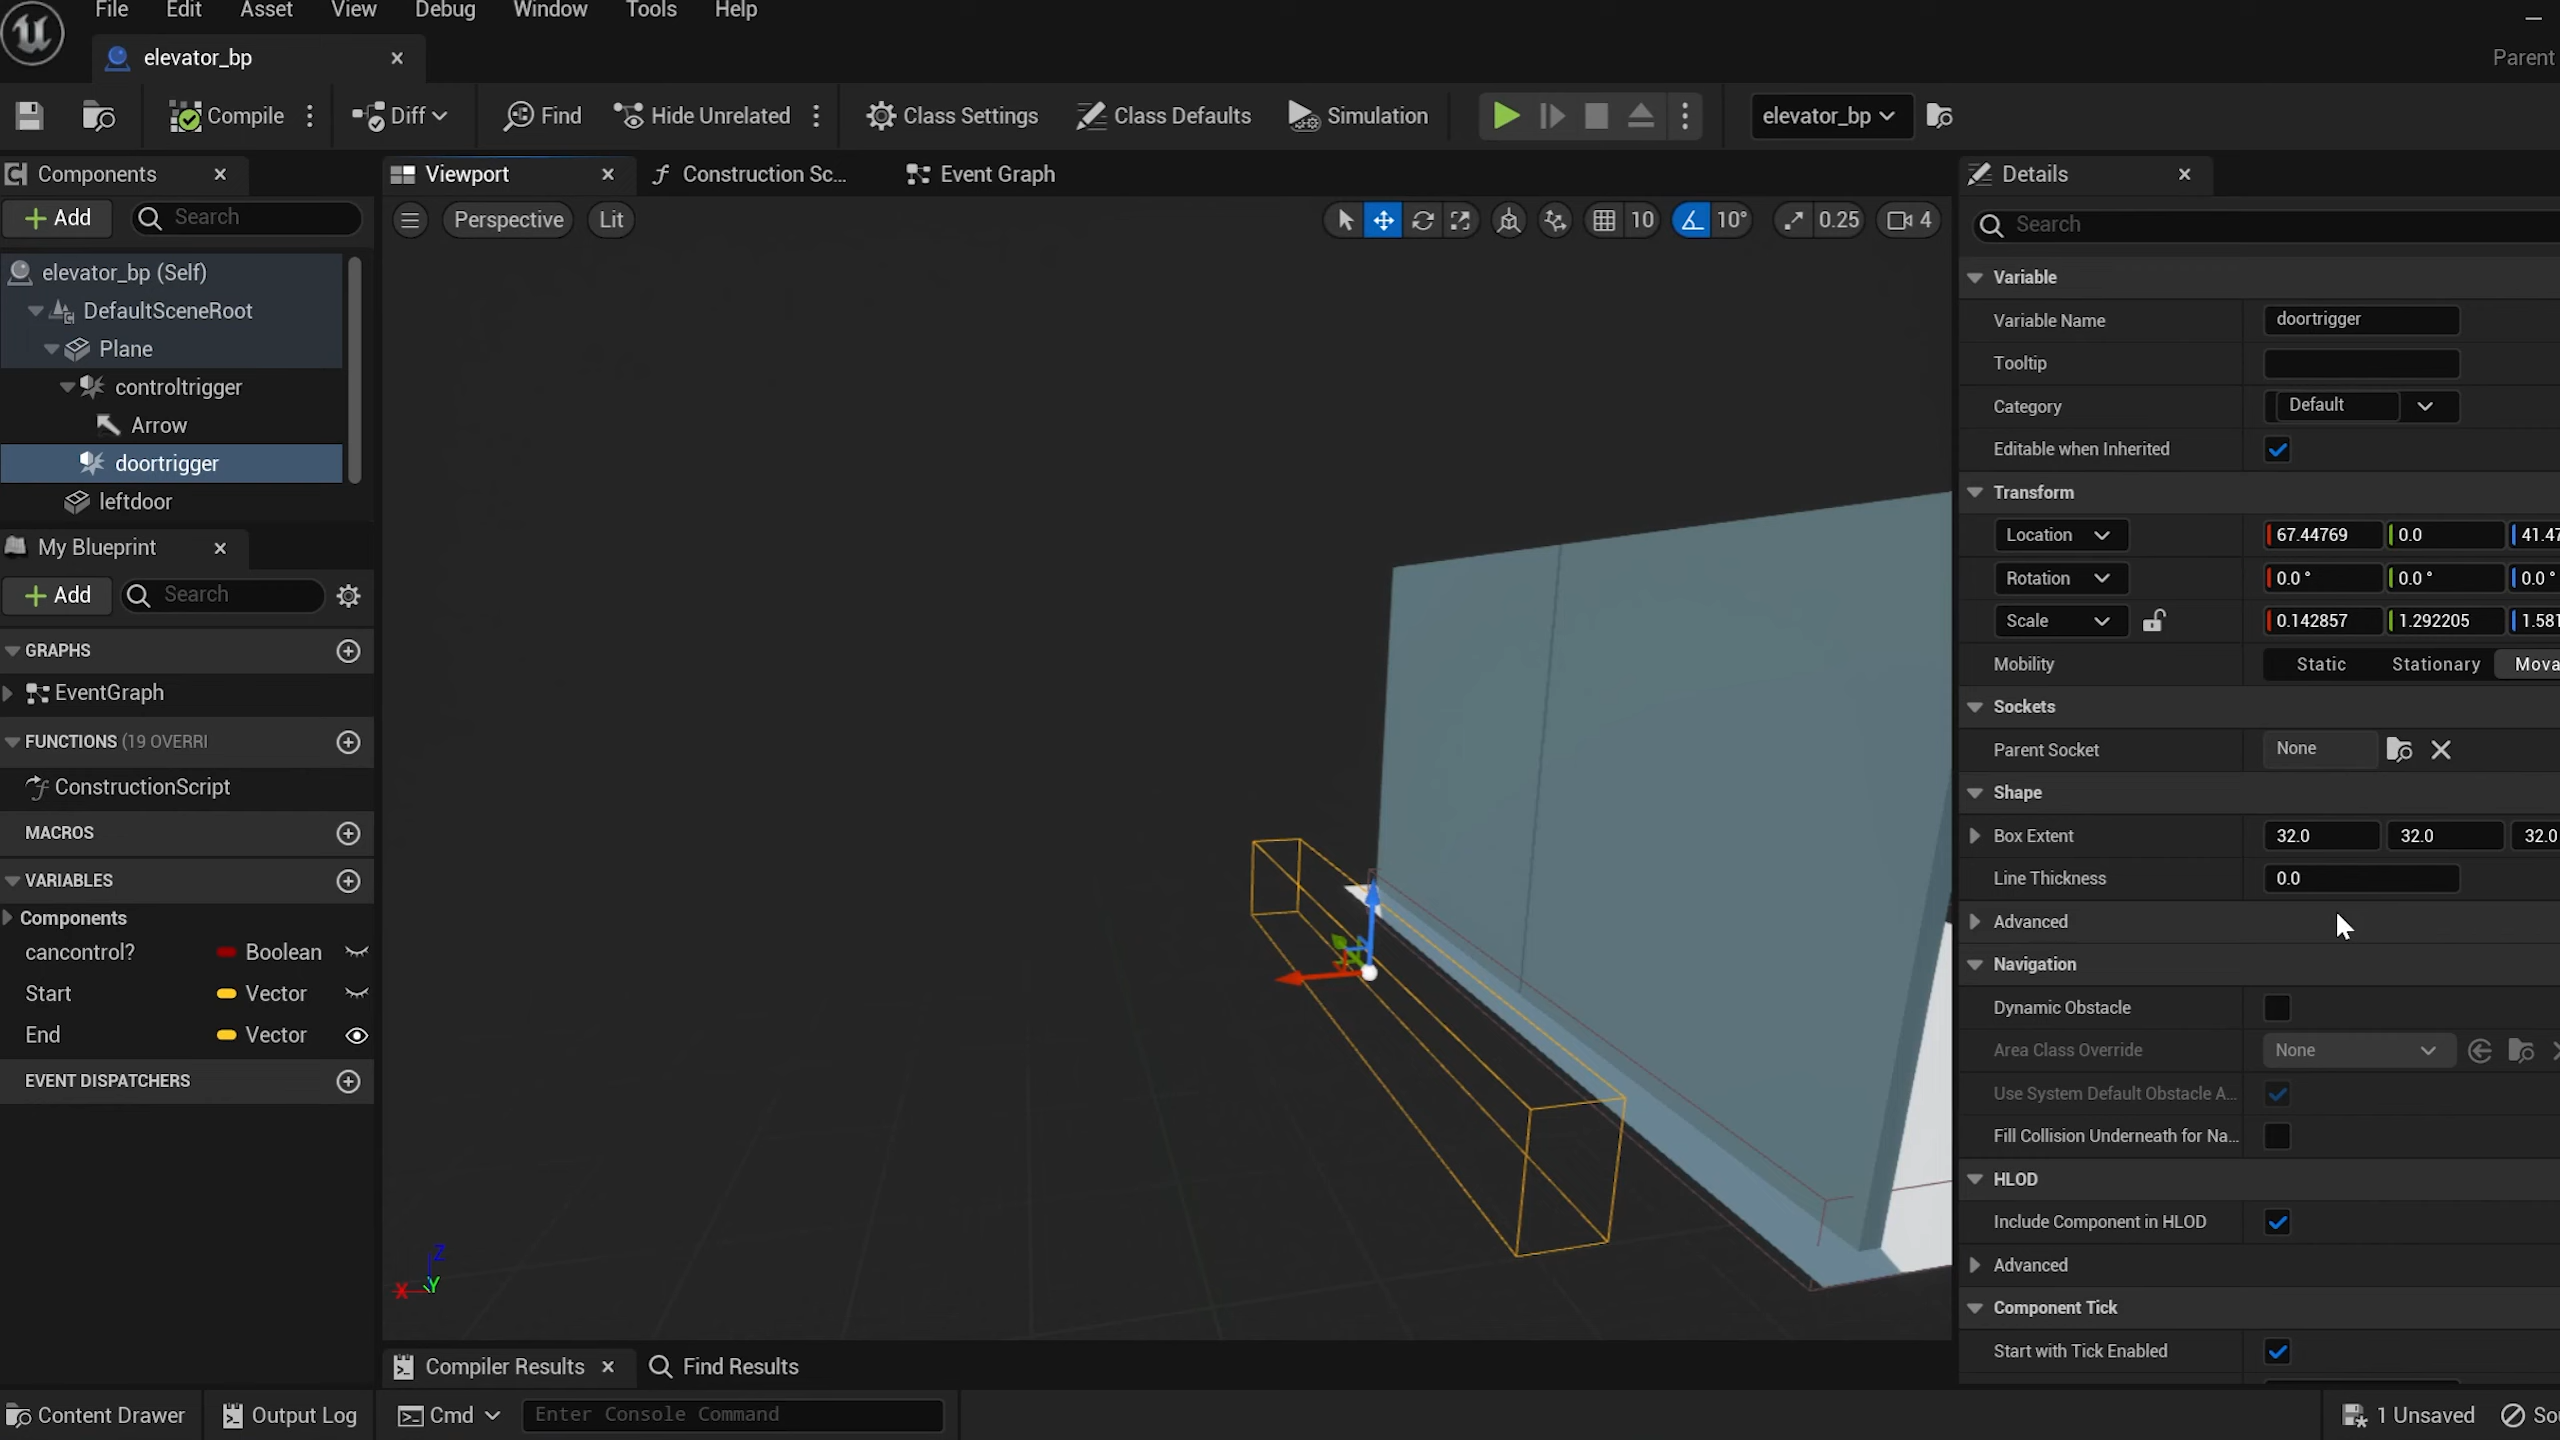 File Edit Asset View Debug Window Tools Help
elevator_bp
Parent
Compile Diff Find Hide Unrelated Class Settings Class Defaults Simulation elevator_bp
Components
Add Search
elevator_bp (Self)
DefaultSceneRoot
Plane
controltrigger
Arrow
doortrigger
leftdoor
My Blueprint
Add Search
GRAPHS
EventGraph
FUNCTIONS (19 OVERRI
ConstructionScript
MACROS
VARIABLES
Components
cancontrol? Boolean
Start Vector
End Vector
EVENT DISPATCHERS
Viewport Construction Sc... Event Graph
Perspective Lit 10 10° 0.25 4
Z
X Y
Compiler Results Find Results
Details
Search
Variable
Variable Name doortrigger
Tooltip
Category Default
Editable when Inherited
Transform
Location 67.44769 0.0 41.47
Rotation 0.0 ° 0.0 ° 0.0 °
Scale 0.142857 1.292205 1.581
Mobility Static Stationary Mova
Sockets
Parent Socket None
Shape
Box Extent 32.0 32.0 32.0
Line Thickness 0.0
Advanced
Navigation
Dynamic Obstacle
Area Class Override None
Use System Default Obstacle A...
Fill Collision Underneath for Na...
HLOD
Include Component in HLOD
Advanced
Component Tick
Start with Tick Enabled
Content Drawer Output Log Cmd Enter Console Command 1 Unsaved Sou